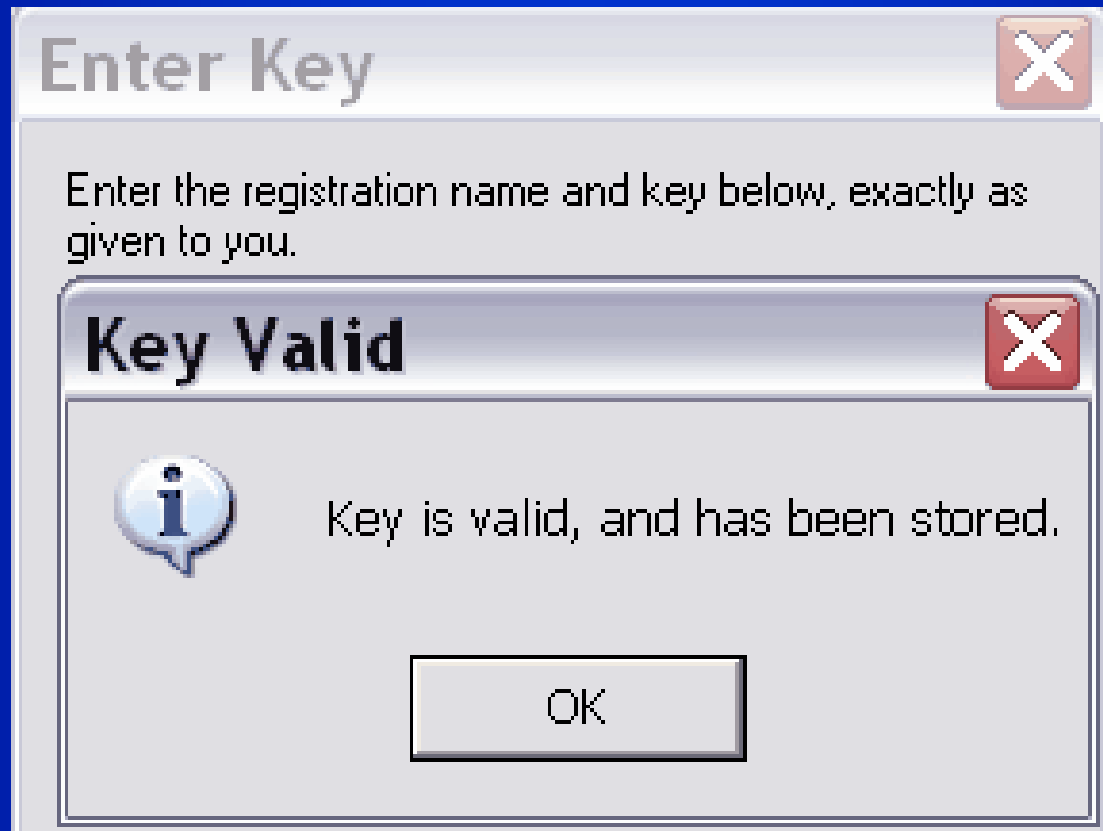 Enter Key
Enter the registration name and key below, exactly as
given to you.
Key Valid
Key is valid, and has been stored.
OK